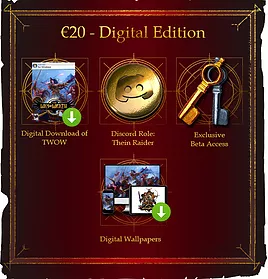 €20 - Digital Edition
Digital Download of
TWOW
Discord Role:
Thein Raider
Exclusive
Beta Access
Digital Wallpapers